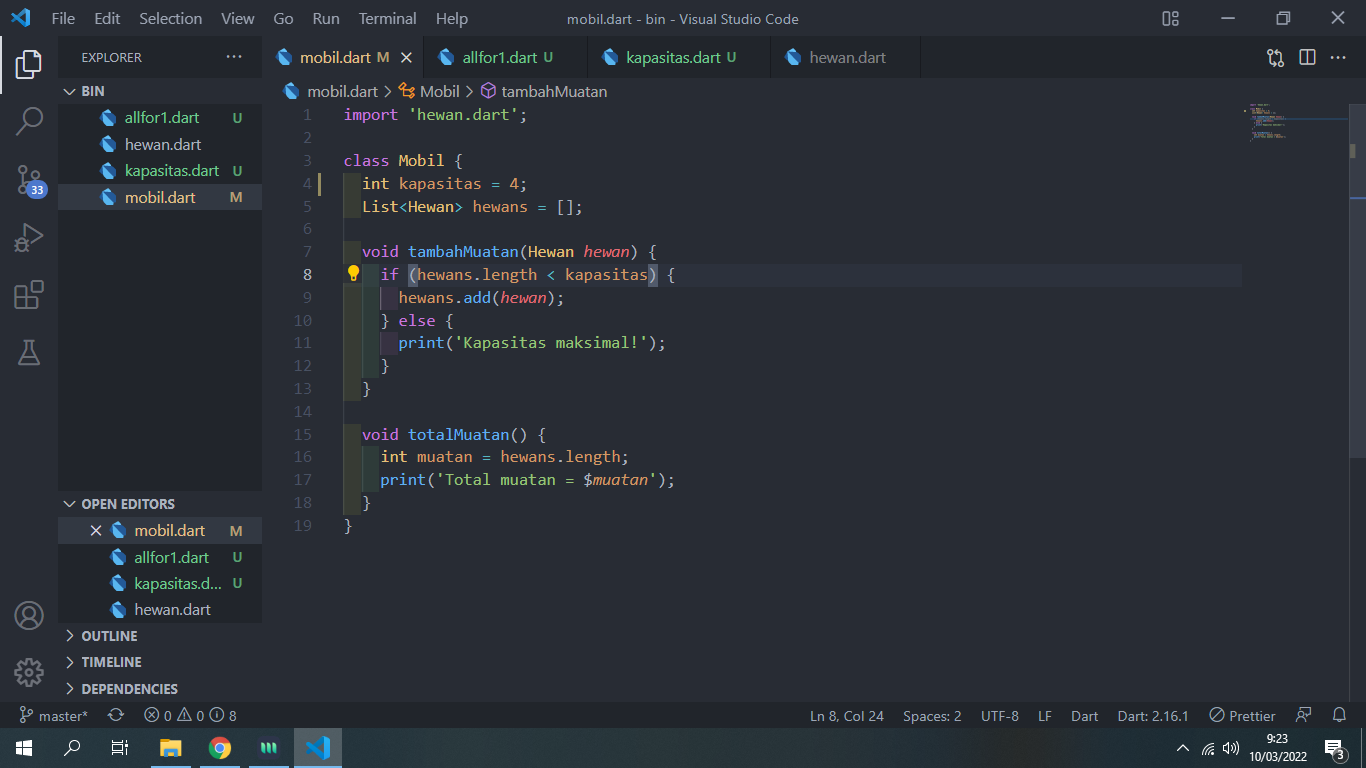 File Edit Selection View Go Run Terminal Help mobil.dart - bin - Visual Studio Code
EXPLORER ···
mobil.dart M allfor1.dart U kapasitas.dart U hewan.dart
BIN
allfor1.dart U
hewan.dart
kapasitas.dart U
mobil.dart M
33
mobil.dart > Mobil > tambahMuatan
1 import 'hewan.dart';
2
3 class Mobil {
4 int kapasitas = 4;
5 List<Hewan> hewans = [];
6
7 void tambahMuatan(Hewan hewan) {
8 if (hewans.length < kapasitas) {
9 hewans.add(hewan);
10 } else {
11 print('Kapasitas maksimal!');
12 }
13 }
14
15 void totalMuatan() {
16 int muatan = hewans.length;
17 print('Total muatan = $muatan');
18 }
19 }
OPEN EDITORS
mobil.dart M
allfor1.dart U
kapasitas.d... U
hewan.dart
OUTLINE
TIMELINE
DEPENDENCIES
master* 0 0 8 Ln 8, Col 24 Spaces: 2 UTF-8 LF Dart Dart: 2.16.1 Prettier
9:23
10/03/2022
3